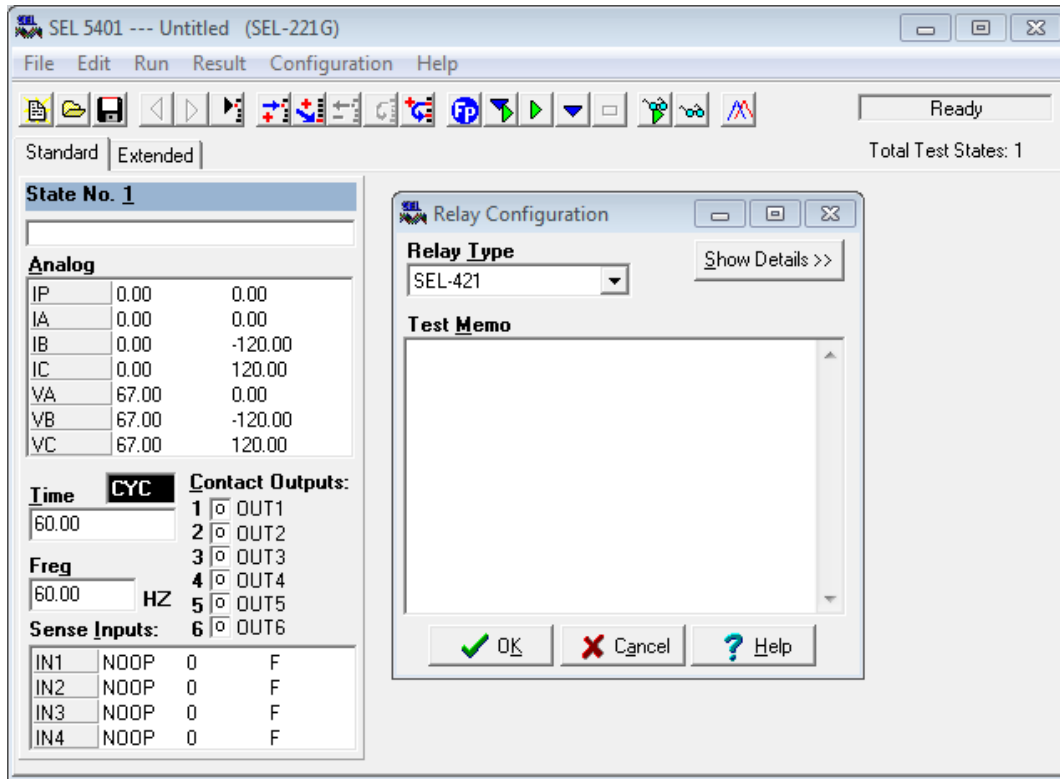 SEL 5401 --- Untitled (SEL-221G)
File Edit Run Result Configuration Help
FP
Ready
Standard Extended
Total Test States: 1
State No. 1
Analog
IP 0.00 0.00
IA 0.00 0.00
IB 0.00 -120.00
IC 0.00 120.00
VA 67.00 0.00
VB 67.00 -120.00
VC 67.00 120.00
Time CYC
60.00
Freq
60.00 HZ
Contact Outputs:
1 O OUT1
2 O OUT2
3 O OUT3
4 O OUT4
5 O OUT5
6 O OUT6
Sense Inputs:
IN1 NOOP 0 F
IN2 NOOP 0 F
IN3 NOOP 0 F
IN4 NOOP 0 F
SEL Relay Configuration
Relay Type
SEL-421
Show Details >>
Test Memo
OK Cancel ? Help